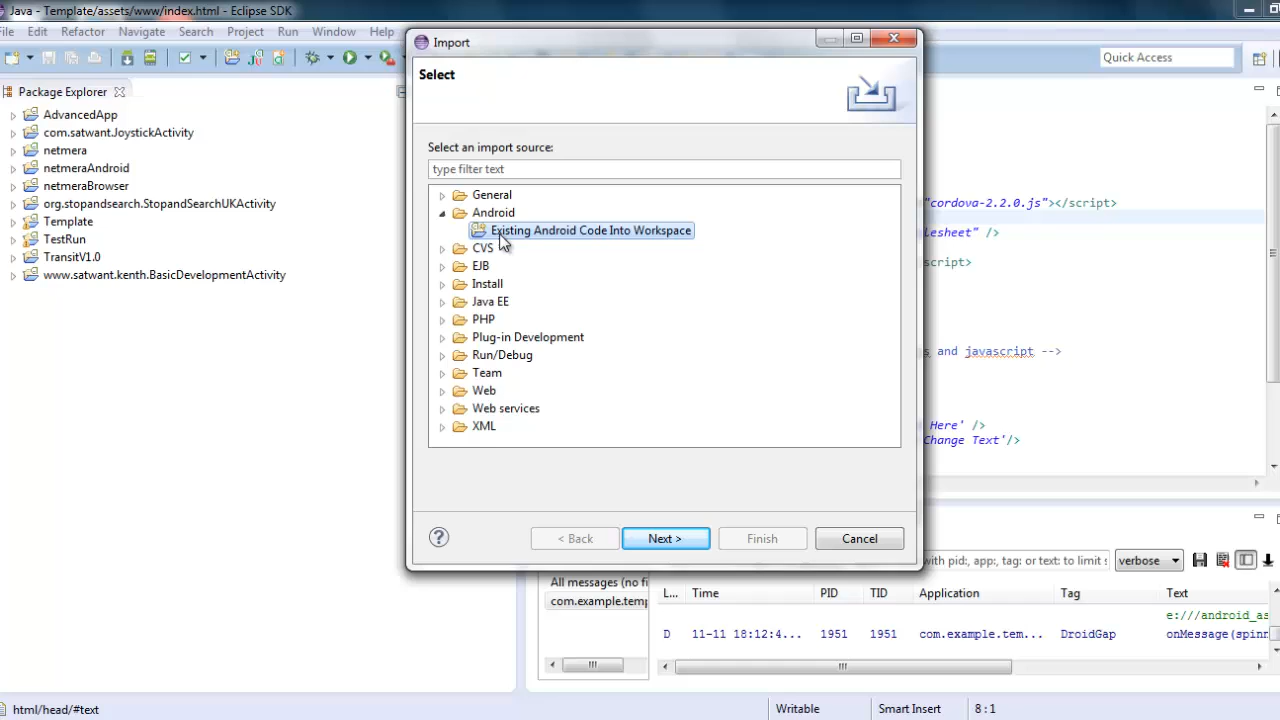 Java - Template/assets/www/index.html - Eclipse SDK
File Edit Refactor Navigate Search Project Run Window Help
Quick Access
Package Explorer
AdvancedApp
com.satwant.JoystickActivity
netmera
netmeraAndroid
netmeraBrowser
org.stopandsearch.StopandSearchUKActivity
Template
TestRun
TransitV1.0
www.satwant.kenth.BasicDevelopmentActivity
Import
Select
Select an import source:
type filter text
General
Android
Existing Android Code Into Workspace
CVS
EJB
Install
Java EE
PHP
Plug-in Development
Run/Debug
Team
Web
Web services
XML
? < Back Next > Finish Cancel
"cordova-2.2.0.js"></script>
lesheet" />
script>
s and javascript -->
Here' />
Change Text'/>
with pid:, app:, tag: or text: to limit s verbose
All messages (no fi
com.example.temp
L... Time PID TID Application Tag Text
e:///android_as
D 11-11 18:12:4... 1951 1951 com.example.tem... DroidGap onMessage(spinn
html/head/#text Writable Smart Insert 8 : 1